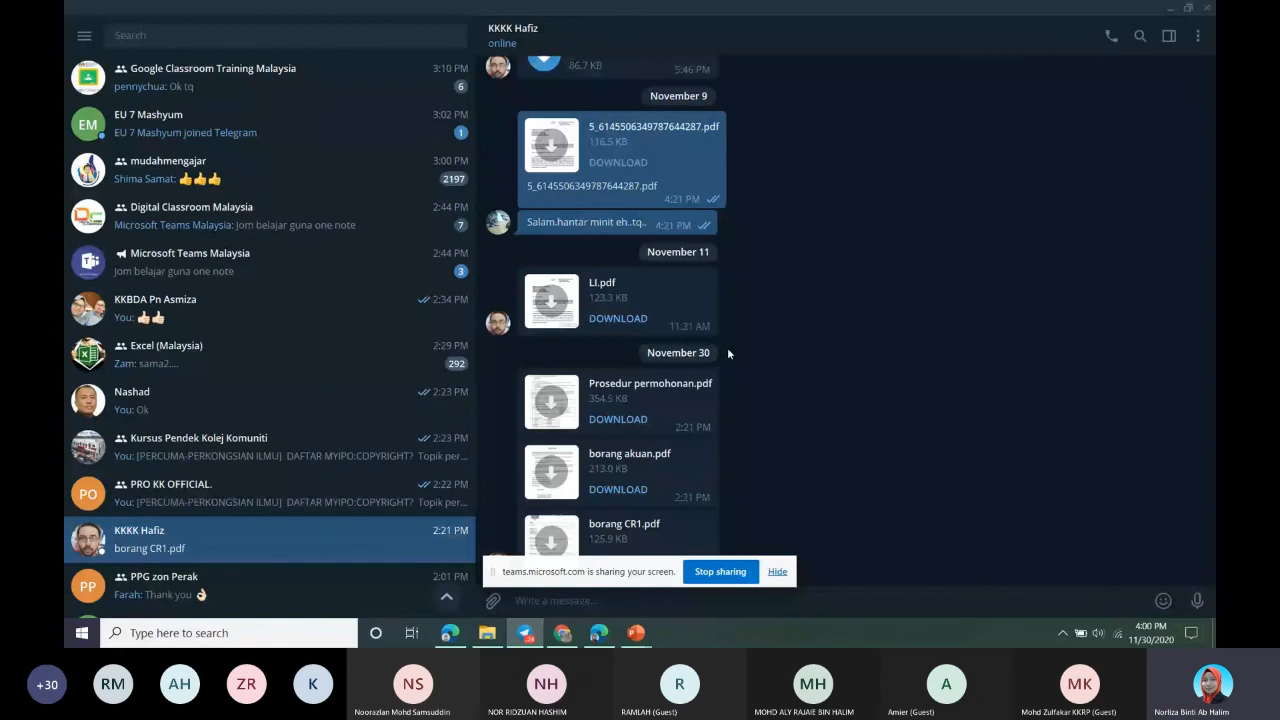 Search
Google Classroom Training Malaysia
3:10 PM
pennychua: Ok tq
6
EM
EU 7 Mashyum
3:02 PM
EU 7 Mashyum joined Telegram
1
mudahmengajar
3:00 PM
Shima Samat: 👍👍👍
2197
Digital Classroom Malaysia
2:44 PM
Microsoft Teams Malaysia: Jom belajar guna one note
7
Microsoft Teams Malaysia
2:44 PM
Jom belajar guna one note
3
KKBDA Pn Asmiza
2:34 PM
You: 👍🏻👍🏻
Excel (Malaysia)
2:29 PM
Zam: sama2....
292
Nashad
2:23 PM
You: Ok
Kursus Pendek Kolej Komuniti
2:23 PM
You: [PERCUMA-PERKONGSIAN ILMU] DAFTAR MYIPO:COPYRIGHT? Topik per...
PO
PRO KK OFFICIAL.
2:22 PM
You: [PERCUMA-PERKONGSIAN ILMU] DAFTAR MYIPO:COPYRIGHT? Topik per...
KKKK Hafiz
2:21 PM
borang CR1.pdf
PP
PPG zon Perak
2:01 PM
Farah: Thank you 👌🏻
KKKK Hafiz
online
86.7 KB
5:46 PM
November 9
5_6145506349787644287.pdf
116.5 KB
DOWNLOAD
5_6145506349787644287.pdf
4:21 PM
Salam.hantar minit eh..tq..
4:21 PM
November 11
LI.pdf
123.3 KB
DOWNLOAD
11:31 AM
November 30
Prosedur permohonan.pdf
354.5 KB
DOWNLOAD
2:21 PM
borang akuan.pdf
213.0 KB
DOWNLOAD
2:21 PM
borang CR1.pdf
125.9 KB
teams.microsoft.com is sharing your screen.
Stop sharing
Hide
Write a message...
Type here to search
4:00 PM
11/30/2020
+30
RM
AH
ZR
K
NS
Noorazlan Mohd Samsuddin
NH
NOR RIDZUAN HASHIM
R
RAMLAH (Guest)
MH
MOHD ALY RAJAIE BIN HALIM
A
Amier (Guest)
MK
Mohd Zulfakar KKRP (Guest)
Norliza Binti Ab Halim